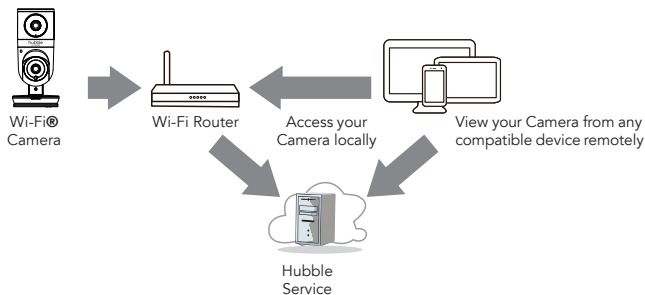 hubble
Wi-Fi®
Camera
Wi-Fi Router
Access your
Camera locally
View your Camera from any
compatible device remotely
Hubble
Service